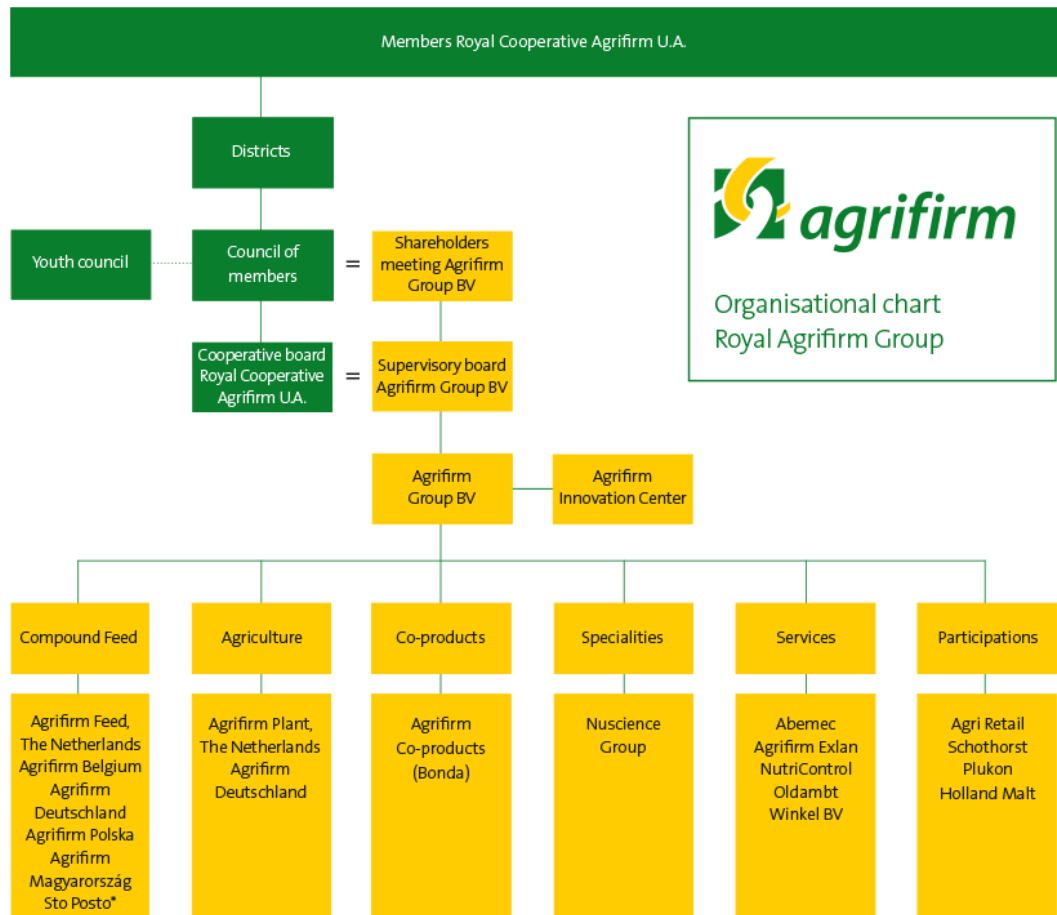 Members Royal Cooperative Agrifirm U.A.
Districts
agrifirm
Organisational chart
Royal Agrifirm Group
Youth council
Council of
members
=
Shareholders
meeting Agrifirm
Group BV
Cooperative board
Royal Cooperative
Agrifirm U.A.
=
Supervisory board
Agrifirm Group BV
Agrifirm
Group BV
Agrifirm
Innovation Center
Compound Feed
Agriculture
Co-products
Specialities
Services
Participations
Agrifirm Feed,
The Netherlands
Agrifirm Belgium
Agrifirm
Deutschland
Agrifirm Polska
Agrifirm
Magyarország
Sto Posto*
Agrifirm Plant,
The Netherlands
Agrifirm
Deutschland
Agrifirm
Co-products
(Bonda)
Nuscience
Group
Abemec
Agrifirm Exlan
NutriControl
Oldambt
Winkel BV
Agri Retail
Schothorst
Plukon
Holland Malt